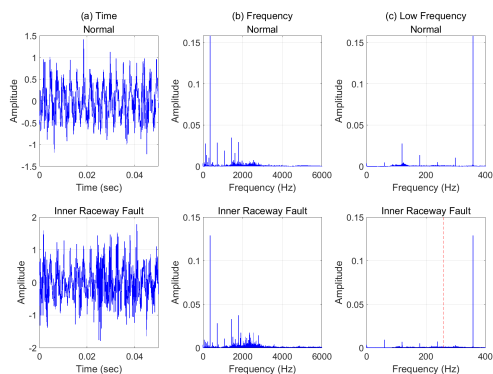 (a) Time
Normal
Amplitude
1.5
1
0.5
0
-0.5
-1
-1.5
0 0.02 0.04
Time (sec)
(b) Frequency
Normal
Amplitude
0.15
0.1
0.05
0
0 2000 4000 6000
Frequency (Hz)
(c) Low Frequency
Normal
Amplitude
0.15
0.1
0.05
0
0 200 400
Frequency (Hz)
Inner Raceway Fault
Amplitude
2
1
0
-1
-2
0 0.02 0.04
Time (sec)
Inner Raceway Fault
Amplitude
0.15
0.1
0.05
0
0 2000 4000 6000
Frequency (Hz)
Inner Raceway Fault
Amplitude
0.15
0.1
0.05
0
0 200 400
Frequency (Hz)